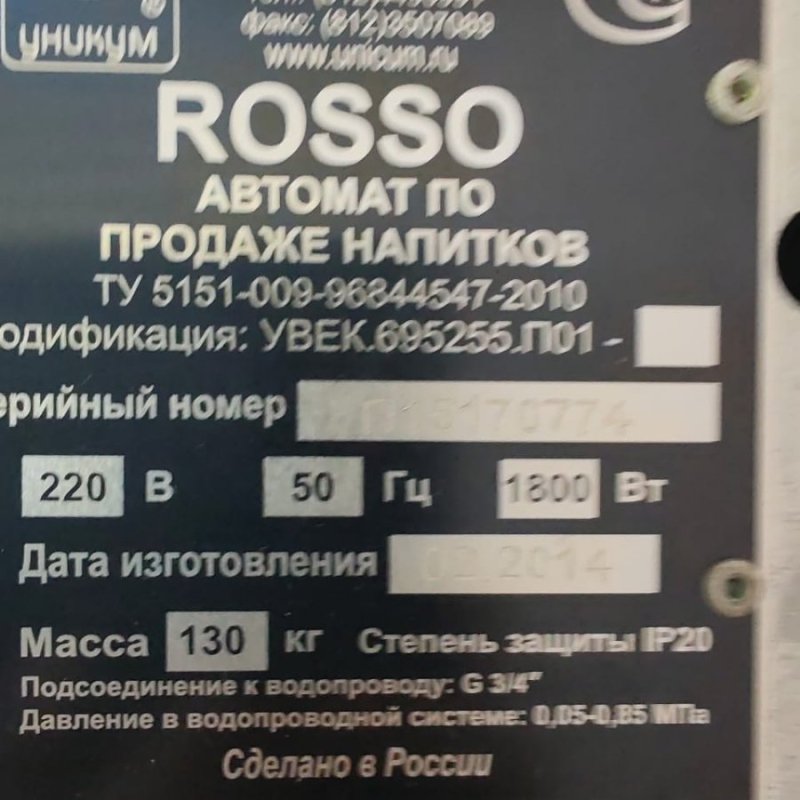 уникум
факс: (812)3507089
www.unicum.ru
ROSSO
АВТОМАТ ПО
ПРОДАЖЕ НАПИТКОВ
ТУ 5151-009-96844547-2010
одификация: УВЕК.695255.П01 -
ерийный номер
220 В 50 Гц 1800 Вт
Дата изготовления 2014
Масса 130 кг Степень защиты IP20
Подсоединение к водопроводу: G 3/4"
Давление в водопроводной системе: 0,05-0,85 МПа
Сделано в России